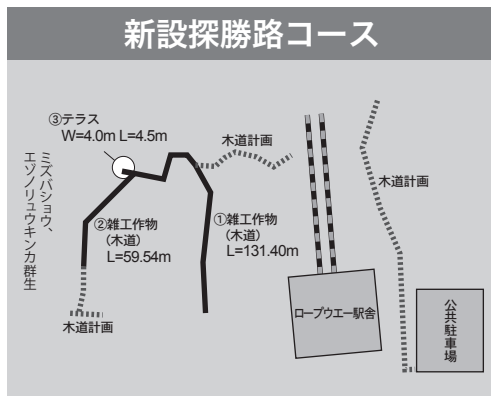 新設探勝路コース
③テラス
W=4.0m L=4.5m
木道計画
木道計画
ミズバショウ、
エゾノリュウキンカ群生
②雑工作物
(木道)
L=59.54m
①雑工作物
(木道)
L=131.40m
木道計画
ロープウエー駅舎
公共駐車場